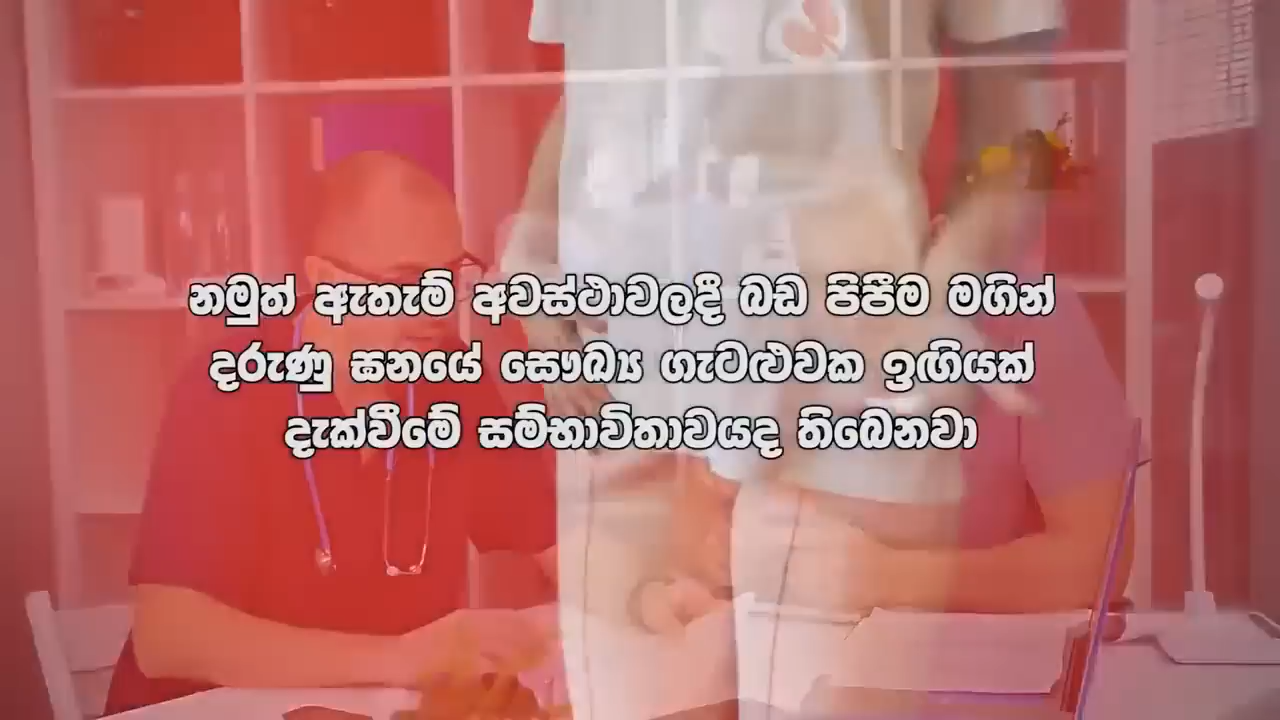 නමුත් ඇතැම් අවස්ථාවලදී බඩ පිපීම මගින්
දරුණු ඝනයේ සෞඛ්‍ය ගැටළුවක ඉඟියක්
දැක්වීමේ සම්භාවිතාවයද තිබෙනවා